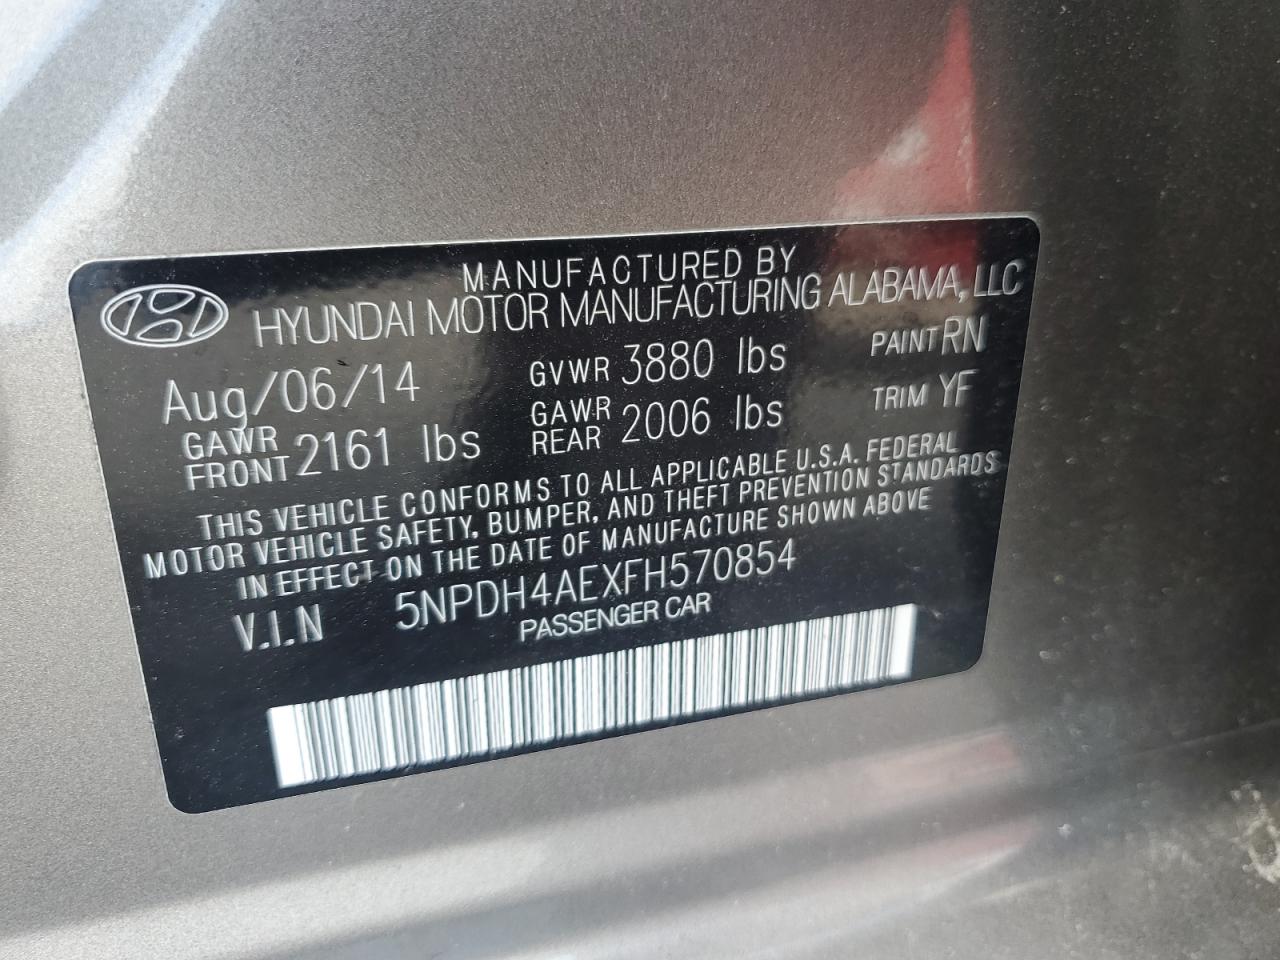 MANUFACTURED BY
HYUNDAI MOTOR MANUFACTURING ALABAMA, LLC
Aug/06/14 GVWR 3880 lbs PAINT RN
GAWR FRONT 2161 lbs GAWR REAR 2006 lbs TRIM YF
THIS VEHICLE CONFORMS TO ALL APPLICABLE U.S.A. FEDERAL
MOTOR VEHICLE SAFETY, BUMPER, AND THEFT PREVENTION STANDARDS
IN EFFECT ON THE DATE OF MANUFACTURE SHOWN ABOVE
V.I.N 5NPDH4AEXFH570854
PASSENGER CAR